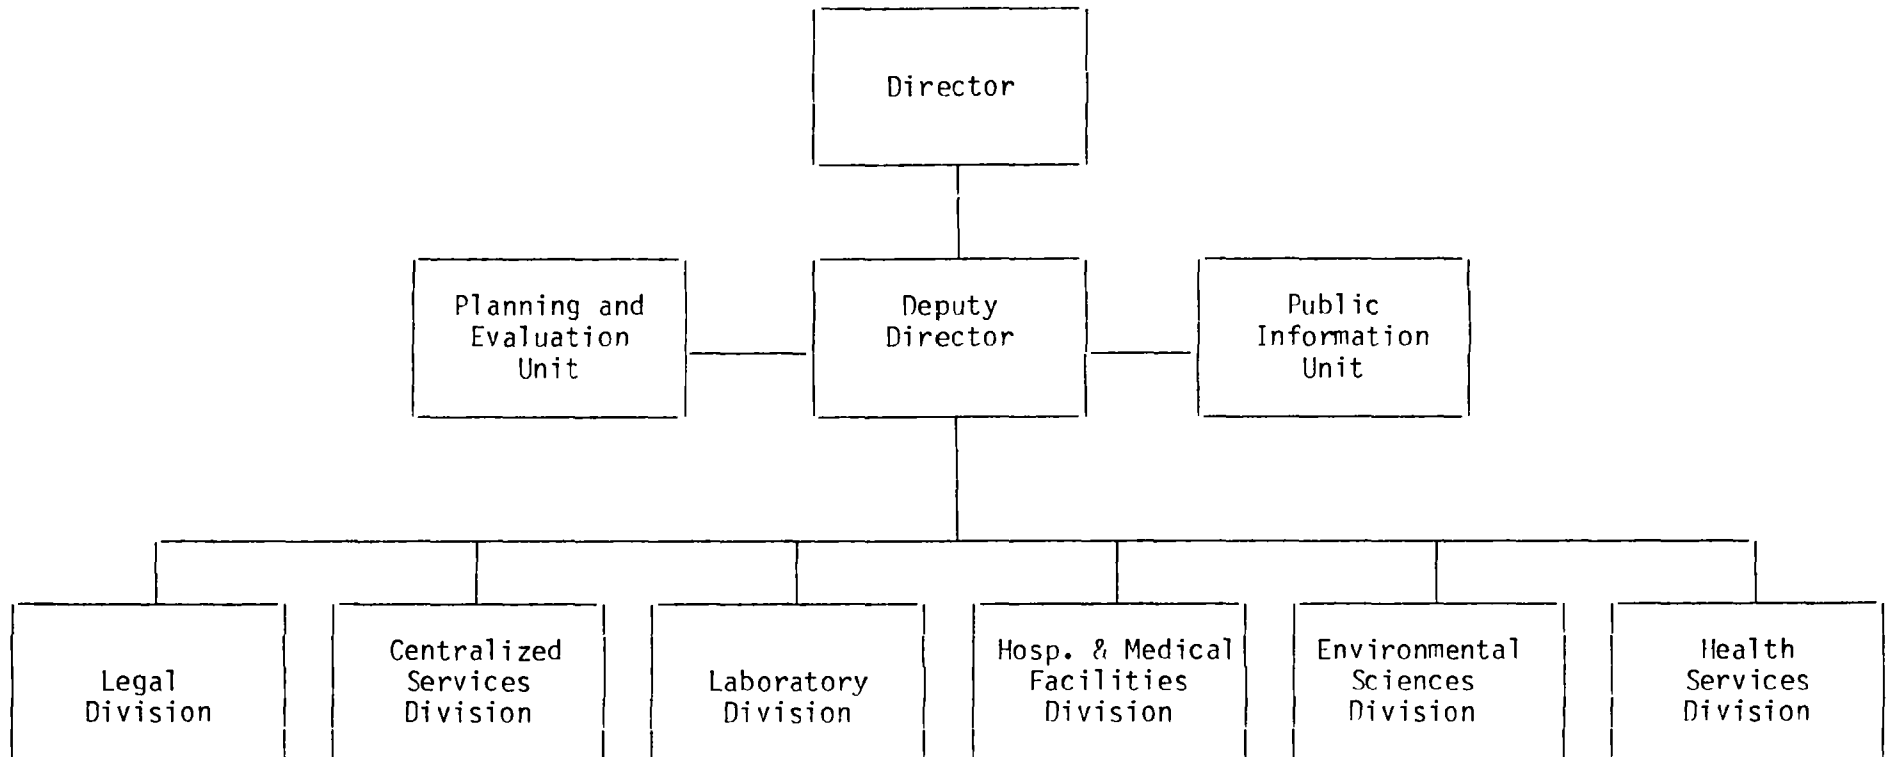 Director
Planning and
Evaluation
Unit
Deputy
Director
Public
Information
Unit
Legal
Division
Centralized
Services
Division
Laboratory
Division
Hosp. & Medical
Facilities
Division
Environmental
Sciences
Division
Health
Services
Division